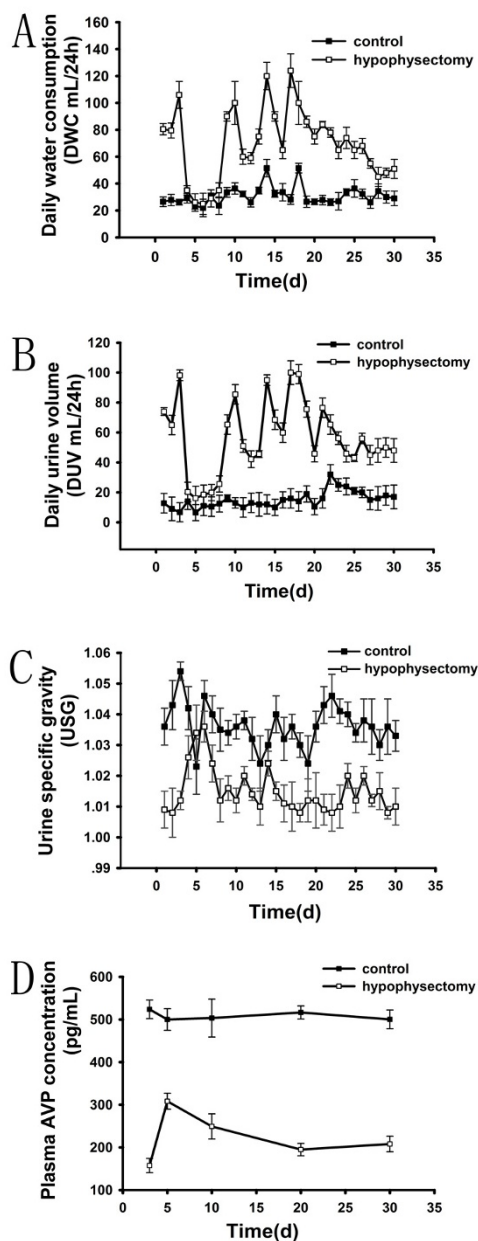 A
control
hypophysectomy
Daily water consumption
(DWC mL/24h)
160
140
120
100
80
60
40
20
0
0 5 10 15 20 25 30 35
Time(d)
B
control
hypophysectomy
Daily urine volume
(DUV mL/24h)
120
100
80
60
40
20
0
0 5 10 15 20 25 30 35
Time(d)
C
control
hypophysectomy
Urine specific gravity
(USG)
1.06
1.05
1.04
1.03
1.02
1.01
1.00
.99
0 5 10 15 20 25 30 35
Time(d)
D
control
hypophysectomy
Plasma AVP concentration
(pg/mL)
600
500
400
300
200
100
0 5 10 15 20 25 30 35
Time(d)